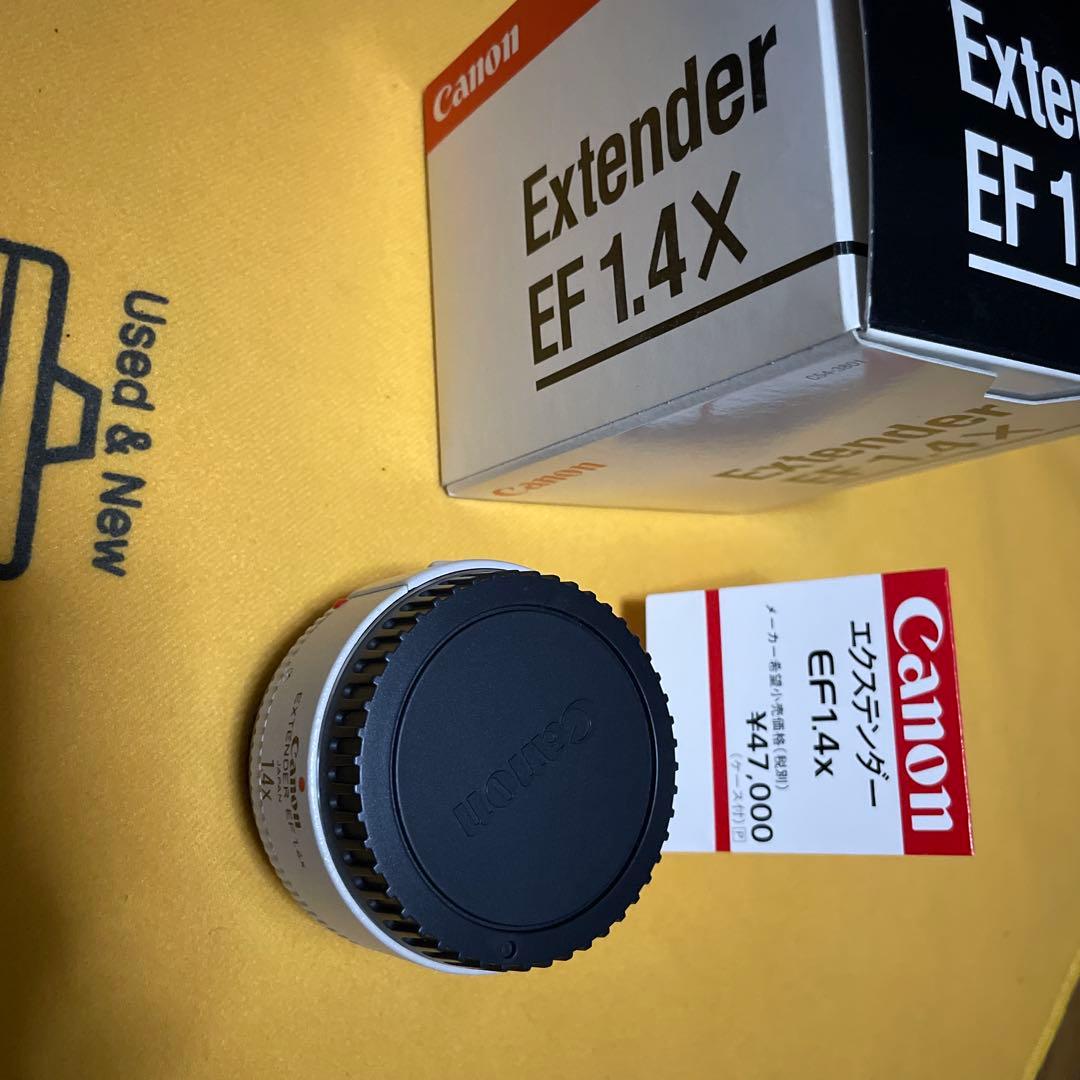 Canon
Extender
EF 1.4X
Exte
EF 1
Canon
Extender
EF 1.4X
Used & New
Canon
エクステンダー
EF1.4x
メーカー希望小売価格(税別)
¥47,000
(ケース付) P
Canon
Canon
EXTENDER EF 1.4x
JAPAN
1.4X